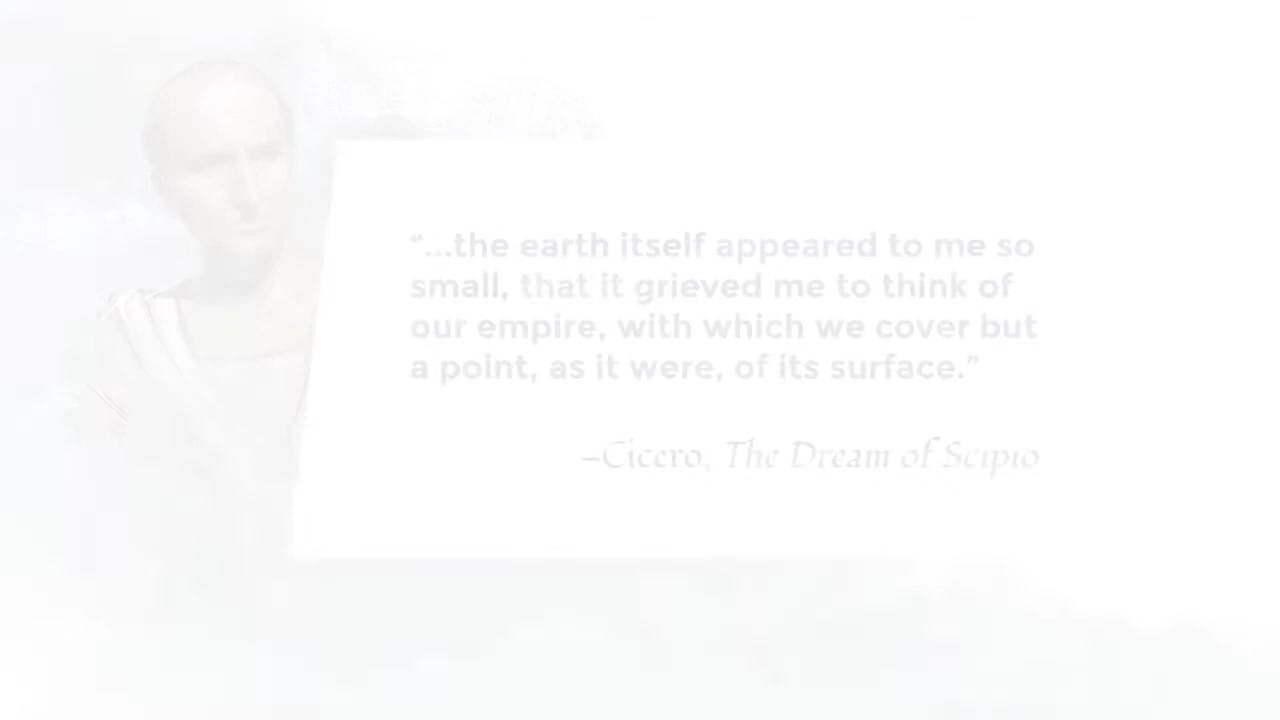 “...the earth itself appeared to me so
small, that it grieved me to think of
our empire, with which we cover but
a point, as it were, of its surface.”
–Cicero, The Dream of Scipio